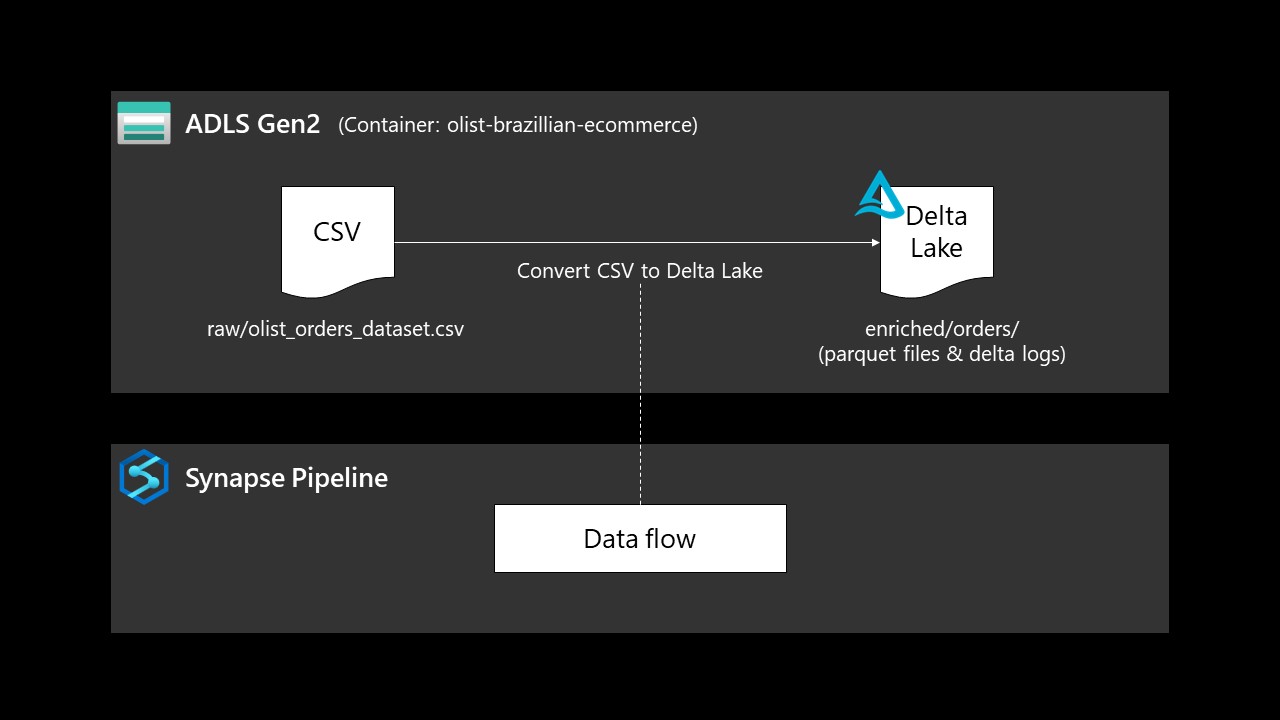 ADLS Gen2 (Container: olist-brazillian-ecommerce)
CSV
Delta
Lake
Convert CSV to Delta Lake
raw/olist_orders_dataset.csv
enriched/orders/
(parquet files & delta logs)
Synapse Pipeline
Data flow